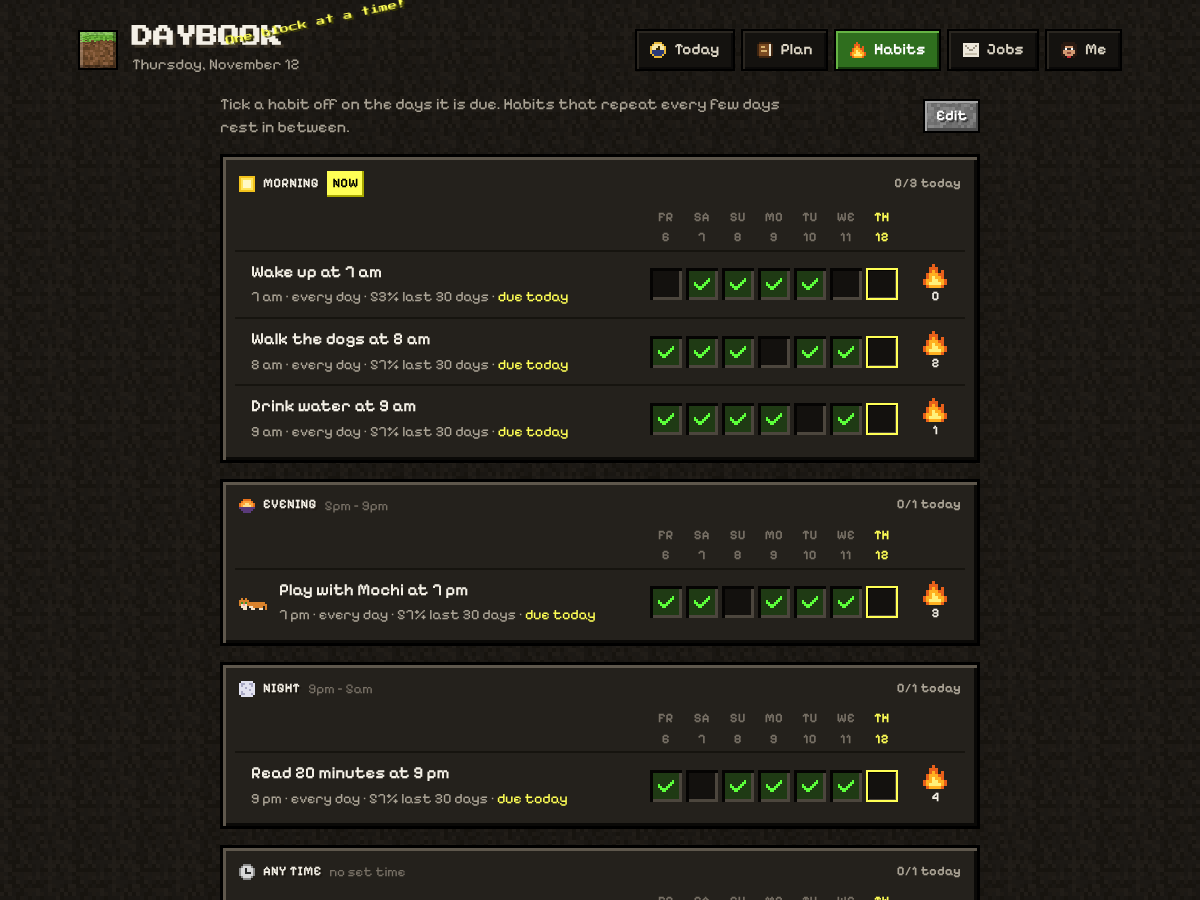 DAYBOOK
One block at a time!
Thursday, November 12
Today
Plan
Habits
Jobs
Me
Tick a habit off on the days it is due. Habits that repeat every few days
rest in between.
Edit
MORNING NOW 0/3 today
FR SA SU MO TU WE TH
6 7 8 9 10 11 12
Wake up at 7 am
7 am · every day · 53% last 30 days · due today
0
Walk the dogs at 8 am
8 am · every day · 57% last 30 days · due today
2
Drink water at 9 am
9 am · every day · 57% last 30 days · due today
1
EVENING 5pm - 9pm 0/1 today
FR SA SU MO TU WE TH
6 7 8 9 10 11 12
Play with Mochi at 7 pm
7 pm · every day · 57% last 30 days · due today
3
NIGHT 9pm - 5am 0/1 today
FR SA SU MO TU WE TH
6 7 8 9 10 11 12
Read 20 minutes at 9 pm
9 pm · every day · 57% last 30 days · due today
4
ANY TIME no set time 0/1 today